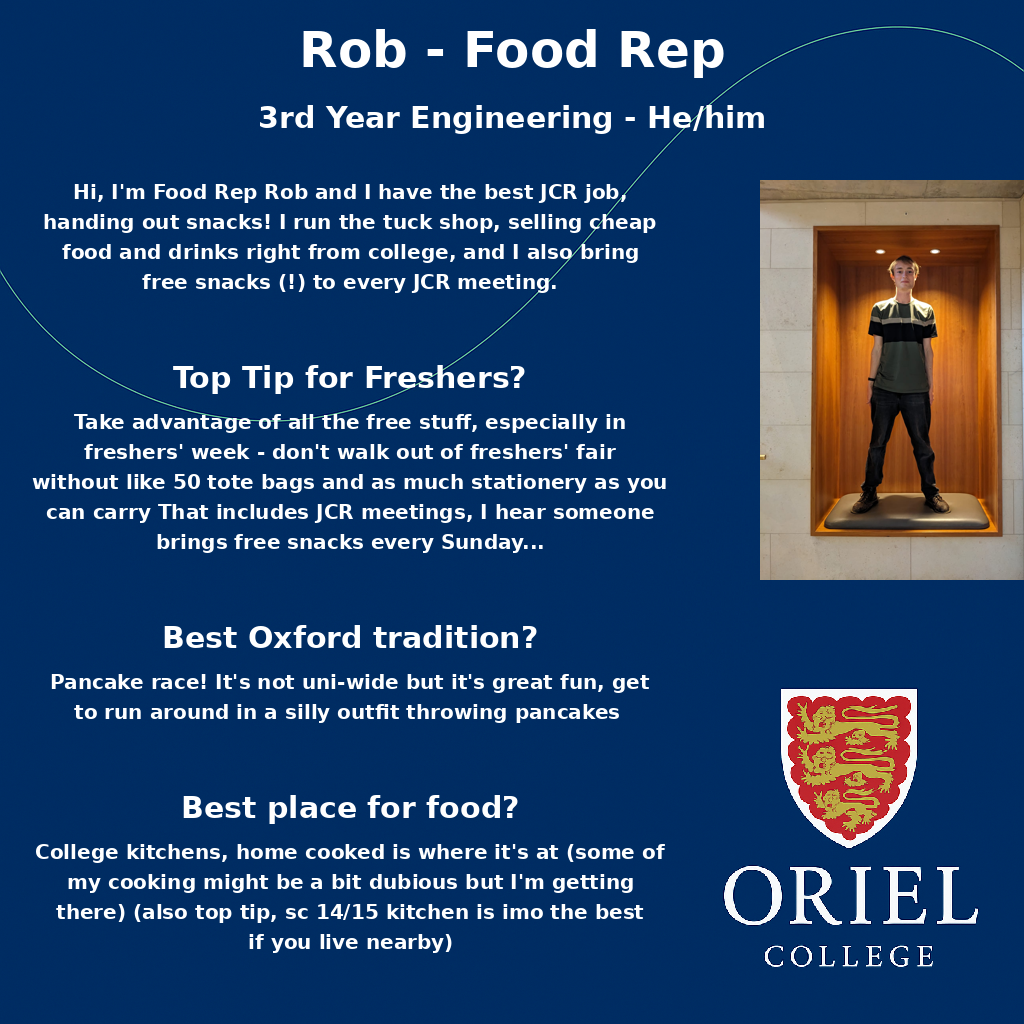 Rob - Food Rep
3rd Year Engineering - He/him
Hi, I'm Food Rep Rob and I have the best JCR job,
handing out snacks! I run the tuck shop, selling cheap
food and drinks right from college, and I also bring
free snacks (!) to every JCR meeting.
Top Tip for Freshers?
Take advantage of all the free stuff, especially in
freshers' week - don't walk out of freshers' fair
without like 50 tote bags and as much stationery as you
can carry That includes JCR meetings, I hear someone
brings free snacks every Sunday...
Best Oxford tradition?
Pancake race! It's not uni-wide but it's great fun, get
to run around in a silly outfit throwing pancakes
Best place for food?
College kitchens, home cooked is where it's at (some of
my cooking might be a bit dubious but I'm getting
there) (also top tip, sc 14/15 kitchen is imo the best
if you live nearby)
ORIEL
COLLEGE